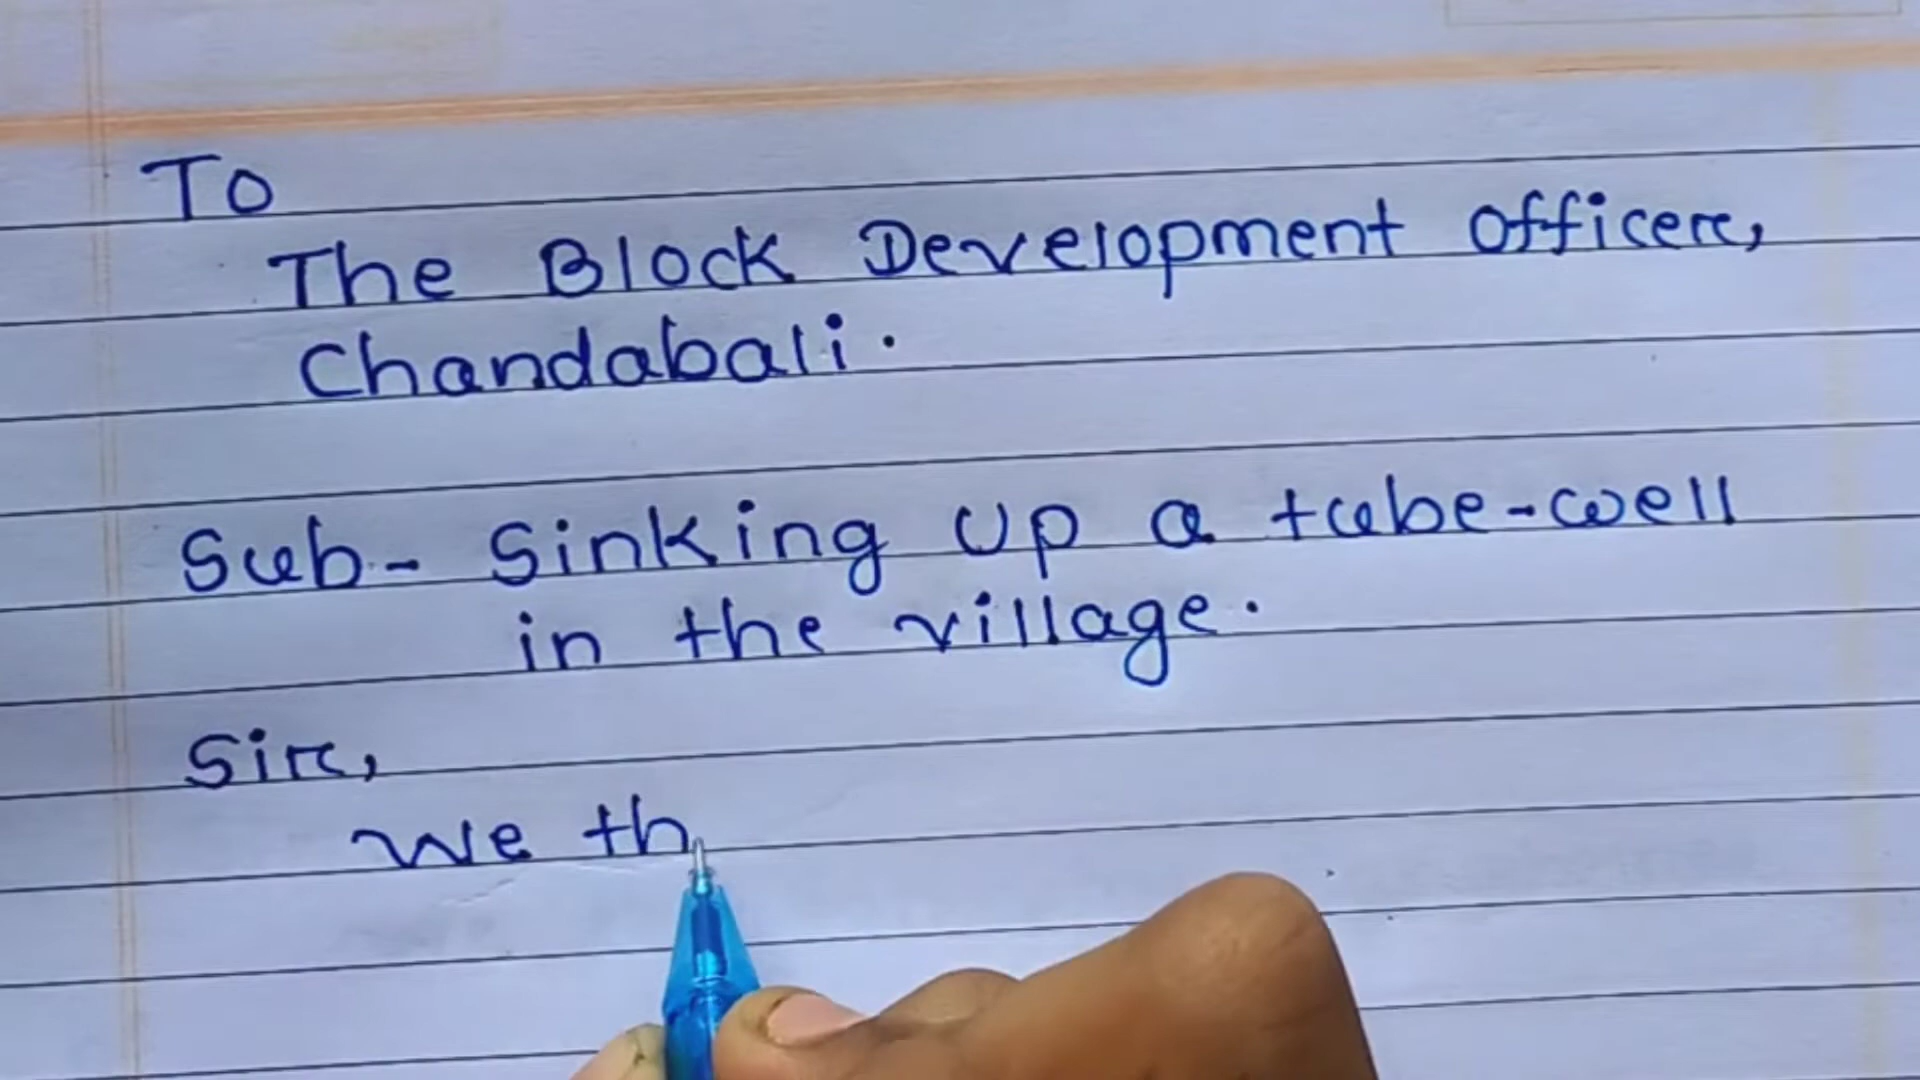 To
The Block Development Officer,
Chandabali.
Sub- Sinking up a tube-well
in the village.
Sir,
We th